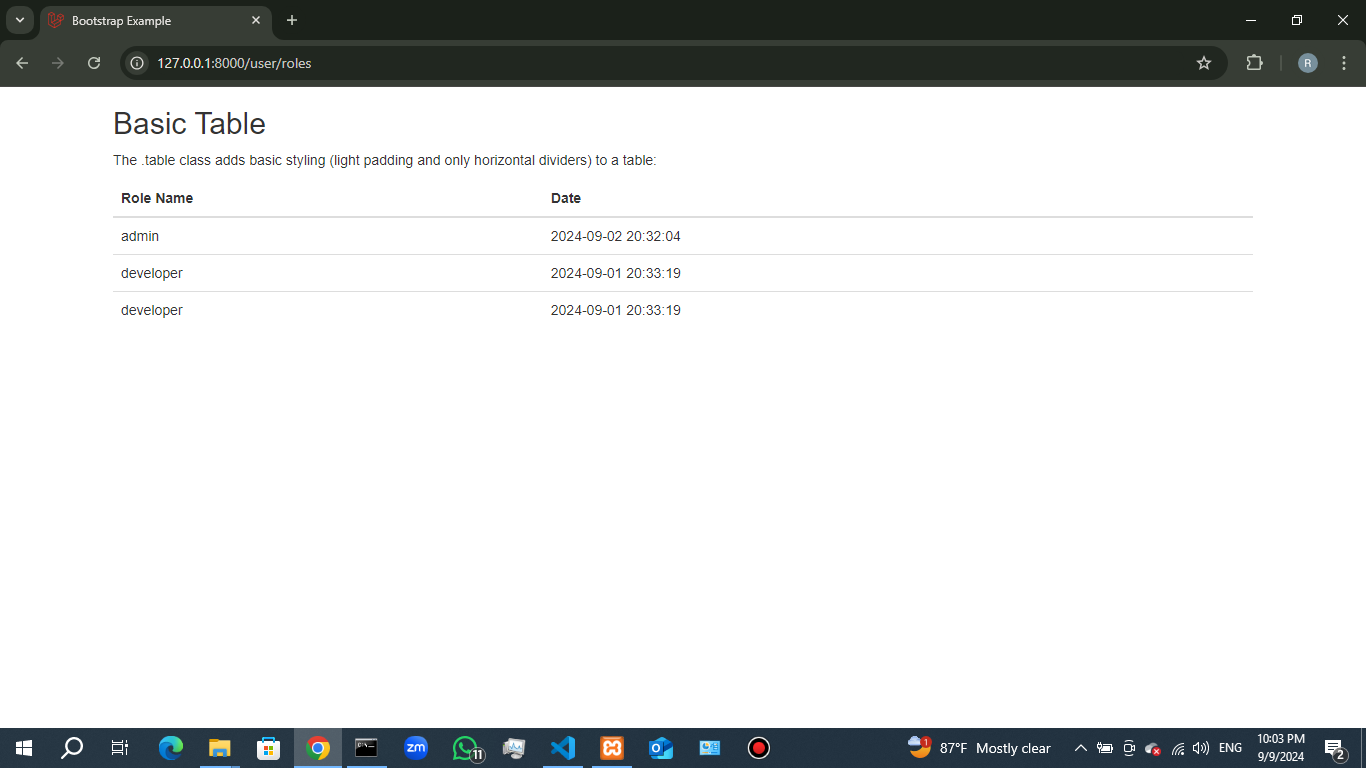 Bootstrap Example
127.0.0.1:8000/user/roles
R
Basic Table
The .table class adds basic styling (light padding and only horizontal dividers) to a table:
Role Name Date
admin 2024-09-02 20:32:04
developer 2024-09-01 20:33:19
developer 2024-09-01 20:33:19
zm
11
1
87°F Mostly clear
ENG
10:03 PM
9/9/2024
2